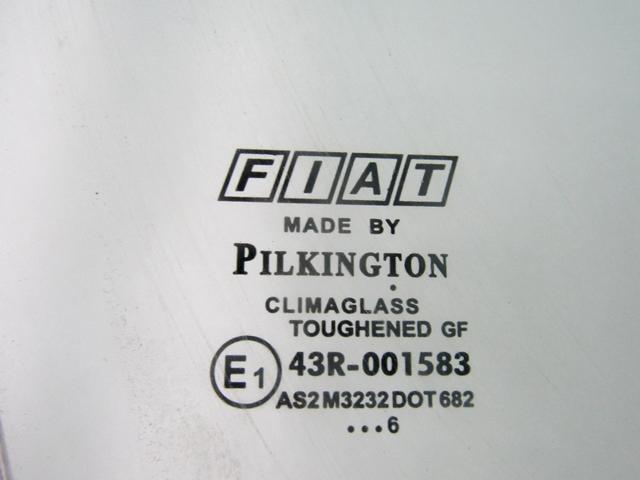 FIAT
MADE BY
PILKINGTON
CLIMAGLASS
TOUGHENED GF
E1 43R-001583
AS2 M3232 DOT 682
...6